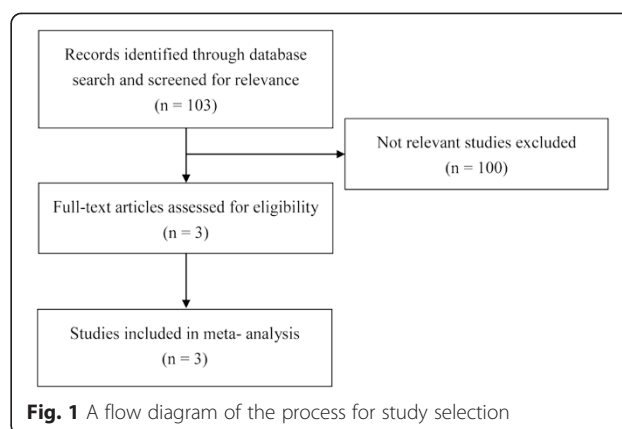 Records identified through database
search and screened for relevance
(n = 103)
Not relevant studies excluded
(n = 100)
Full-text articles assessed for eligibility
(n = 3)
Studies included in meta- analysis
(n = 3)
Fig. 1 A flow diagram of the process for study selection